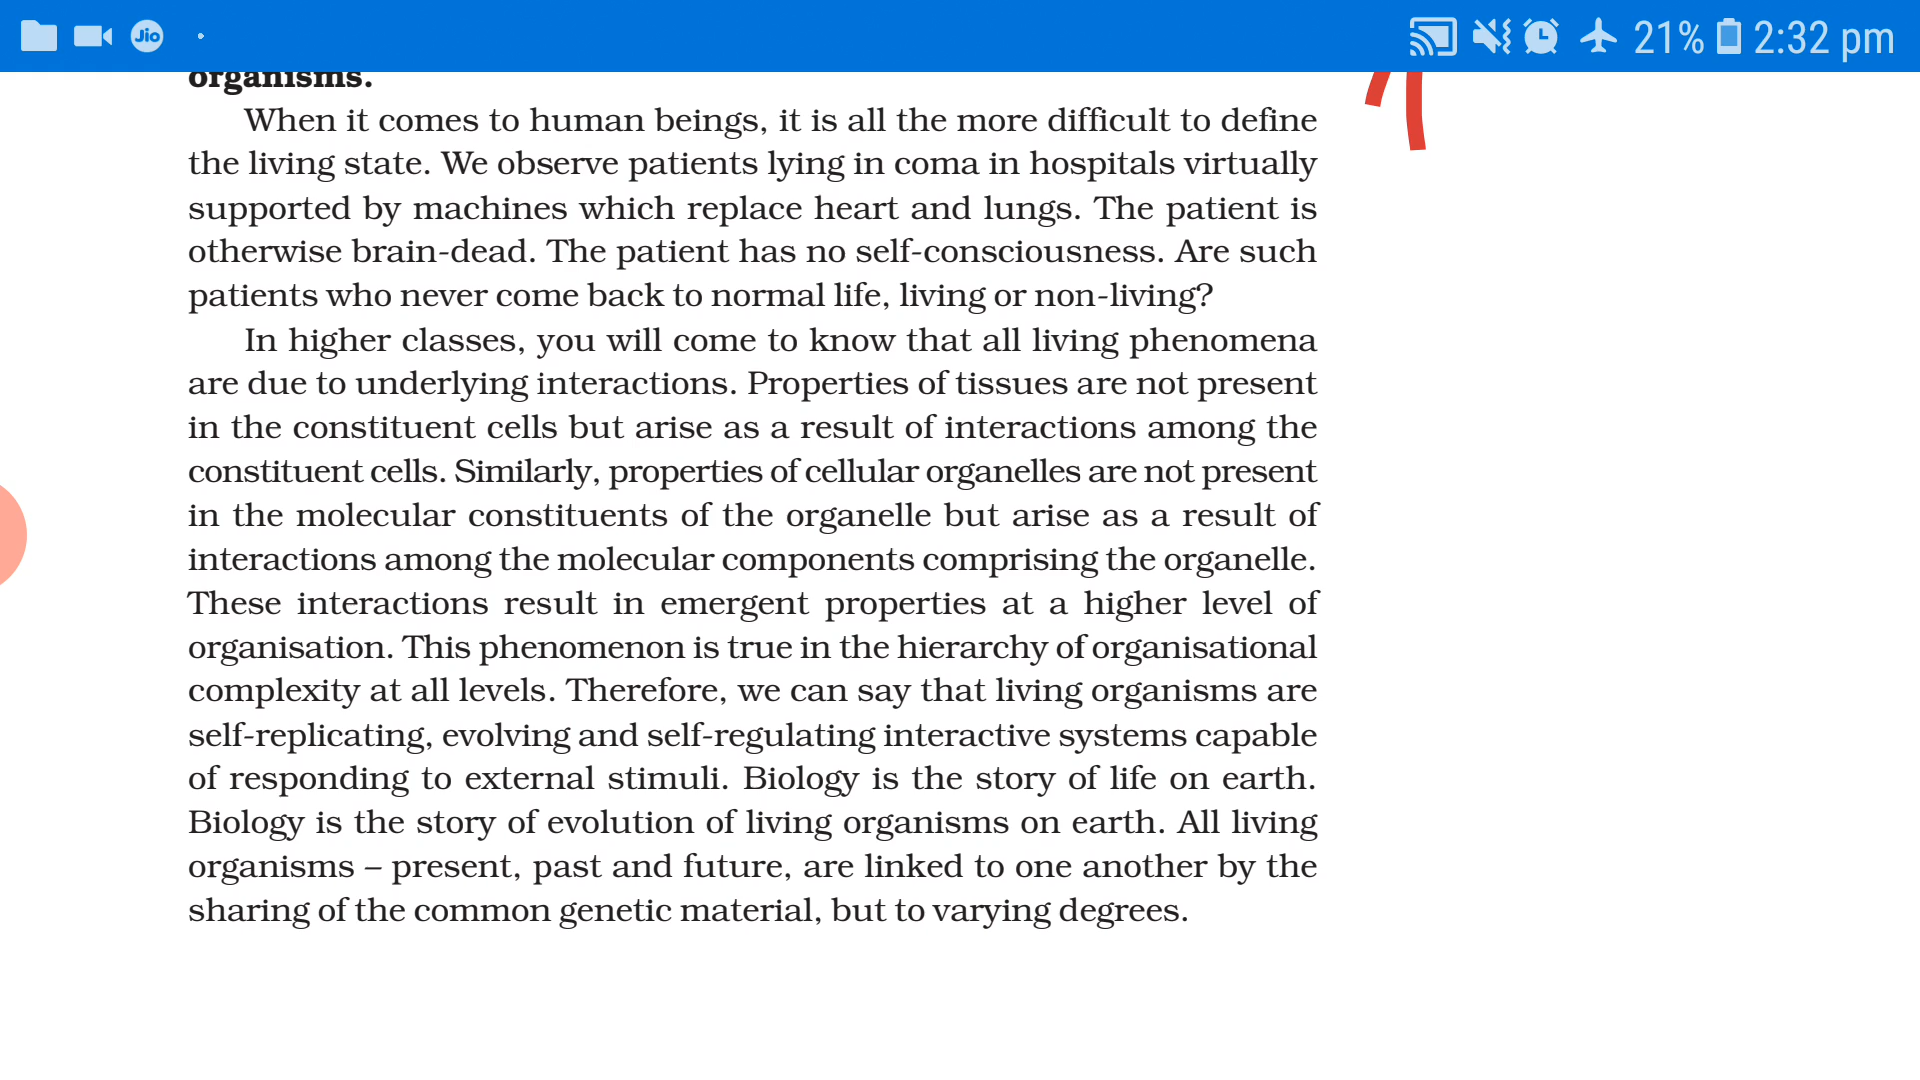 Jio
21% 2:32 pm
organisms.
When it comes to human beings, it is all the more difficult to define
the living state. We observe patients lying in coma in hospitals virtually
supported by machines which replace heart and lungs. The patient is
otherwise brain-dead. The patient has no self-consciousness. Are such
patients who never come back to normal life, living or non-living?
In higher classes, you will come to know that all living phenomena
are due to underlying interactions. Properties of tissues are not present
in the constituent cells but arise as a result of interactions among the
constituent cells. Similarly, properties of cellular organelles are not present
in the molecular constituents of the organelle but arise as a result of
interactions among the molecular components comprising the organelle.
These interactions result in emergent properties at a higher level of
organisation. This phenomenon is true in the hierarchy of organisational
complexity at all levels. Therefore, we can say that living organisms are
self-replicating, evolving and self-regulating interactive systems capable
of responding to external stimuli. Biology is the story of life on earth.
Biology is the story of evolution of living organisms on earth. All living
organisms – present, past and future, are linked to one another by the
sharing of the common genetic material, but to varying degrees.